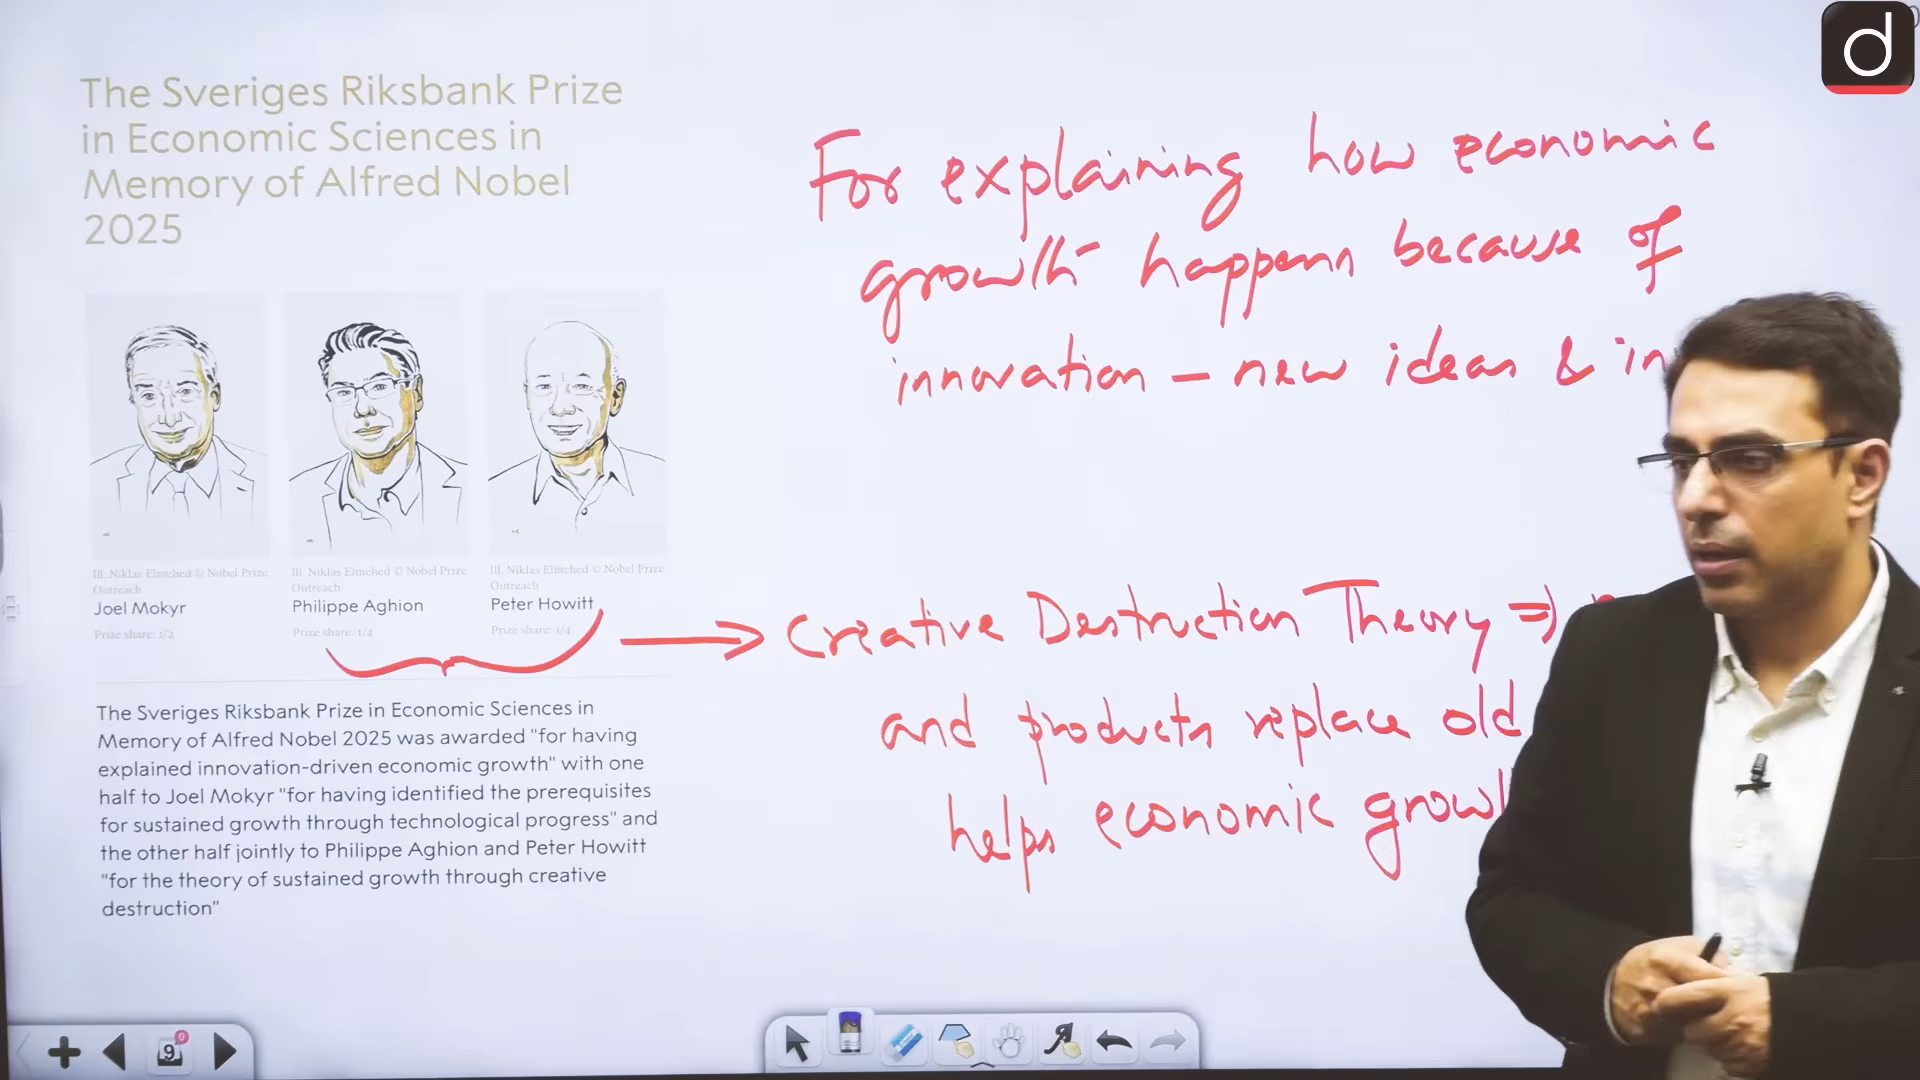 The Sveriges Riksbank Prize
in Economic Sciences in
Memory of Alfred Nobel
2025
Ill. Niklas Elmehed © Nobel Prize
Outreach
Joel Mokyr
Prize share: 1/2
Ill. Niklas Elmehed © Nobel Prize
Outreach
Philippe Aghion
Prize share: 1/4
Ill. Niklas Elmehed © Nobel Prize
Outreach
Peter Howitt
Prize share: 1/4
The Sveriges Riksbank Prize in Economic Sciences in
Memory of Alfred Nobel 2025 was awarded "for having
explained innovation-driven economic growth" with one
half to Joel Mokyr "for having identified the prerequisites
for sustained growth through technological progress" and
the other half jointly to Philippe Aghion and Peter Howitt
"for the theory of sustained growth through creative
destruction"
For explaining how economic
growth happens because of
innovation – new ideas & in
→ Creative Destruction Theory ⇒
and products replace old
helps economic growt
d
9
0